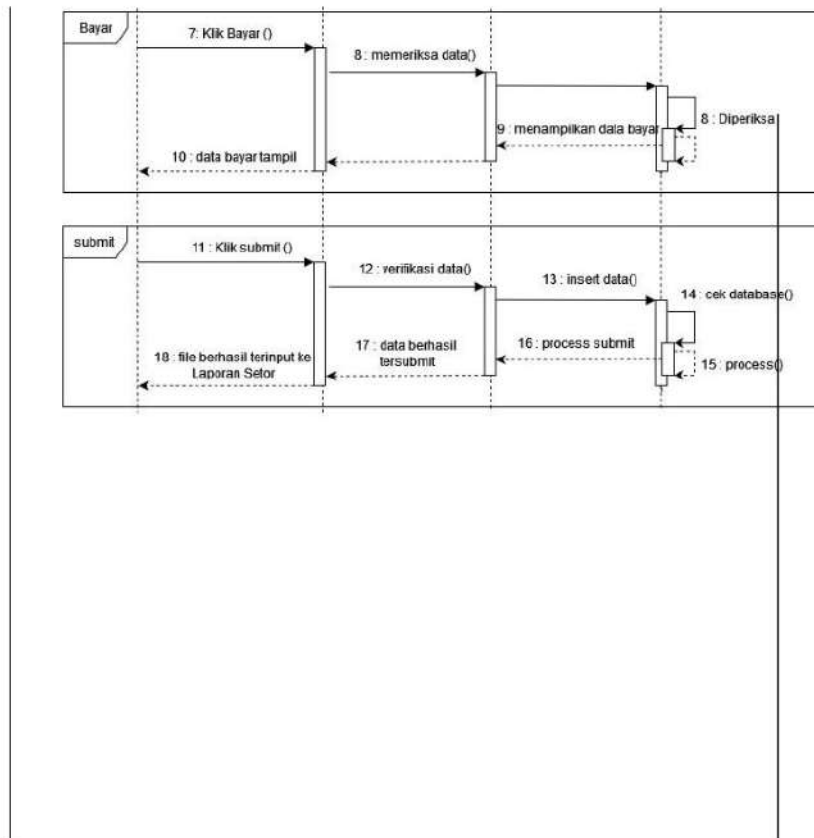 Bayar
7: Klik Bayar ()
8 : memeriksa data()
8 : Diperiksa
9 : menampilkan data bayar
10 : data bayar tampil
submit
11 : Klik submit ()
12 : verifikasi data()
13 : insert data()
14 : cek database()
15 : process()
16 : process submit
17 : data berhasil
tersubmit
18 : file berhasil terinput ke
Laporan Setor